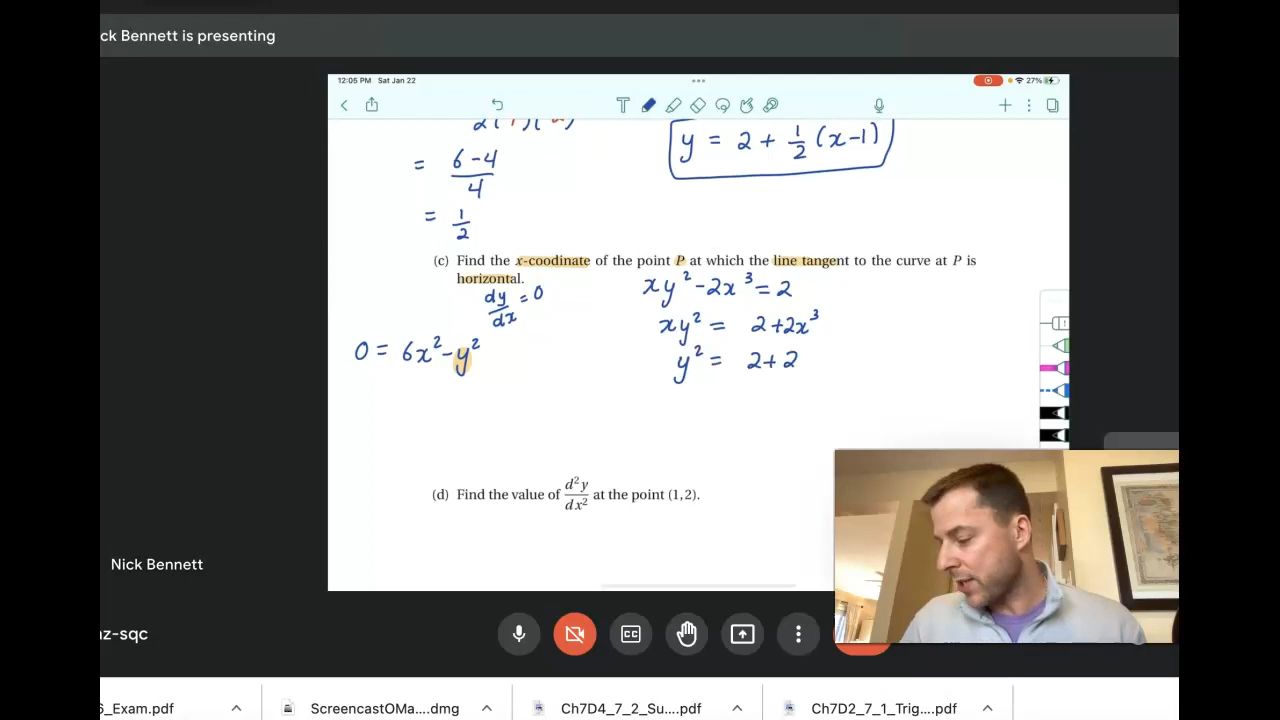 ck Bennett is presenting
12:05 PM Sat Jan 22
27%
T
y = 2 + 1/2 (x-1)
= 6-4/4
= 1/2
(c) Find the x-coodinate of the point P at which the line tangent to the curve at P is
horizontal.
dy/dx = 0
xy² - 2x³ = 2
xy² = 2+2x³
0 = 6x² - y²
y² = 2+2
(d) Find the value of d²y/dx² at the point (1,2).
Nick Bennett
nz-sqc
CC
6_Exam.pdf
ScreencastOMa....dmg
Ch7D4_7_2_Su....pdf
Ch7D2_7_1_Trig....pdf